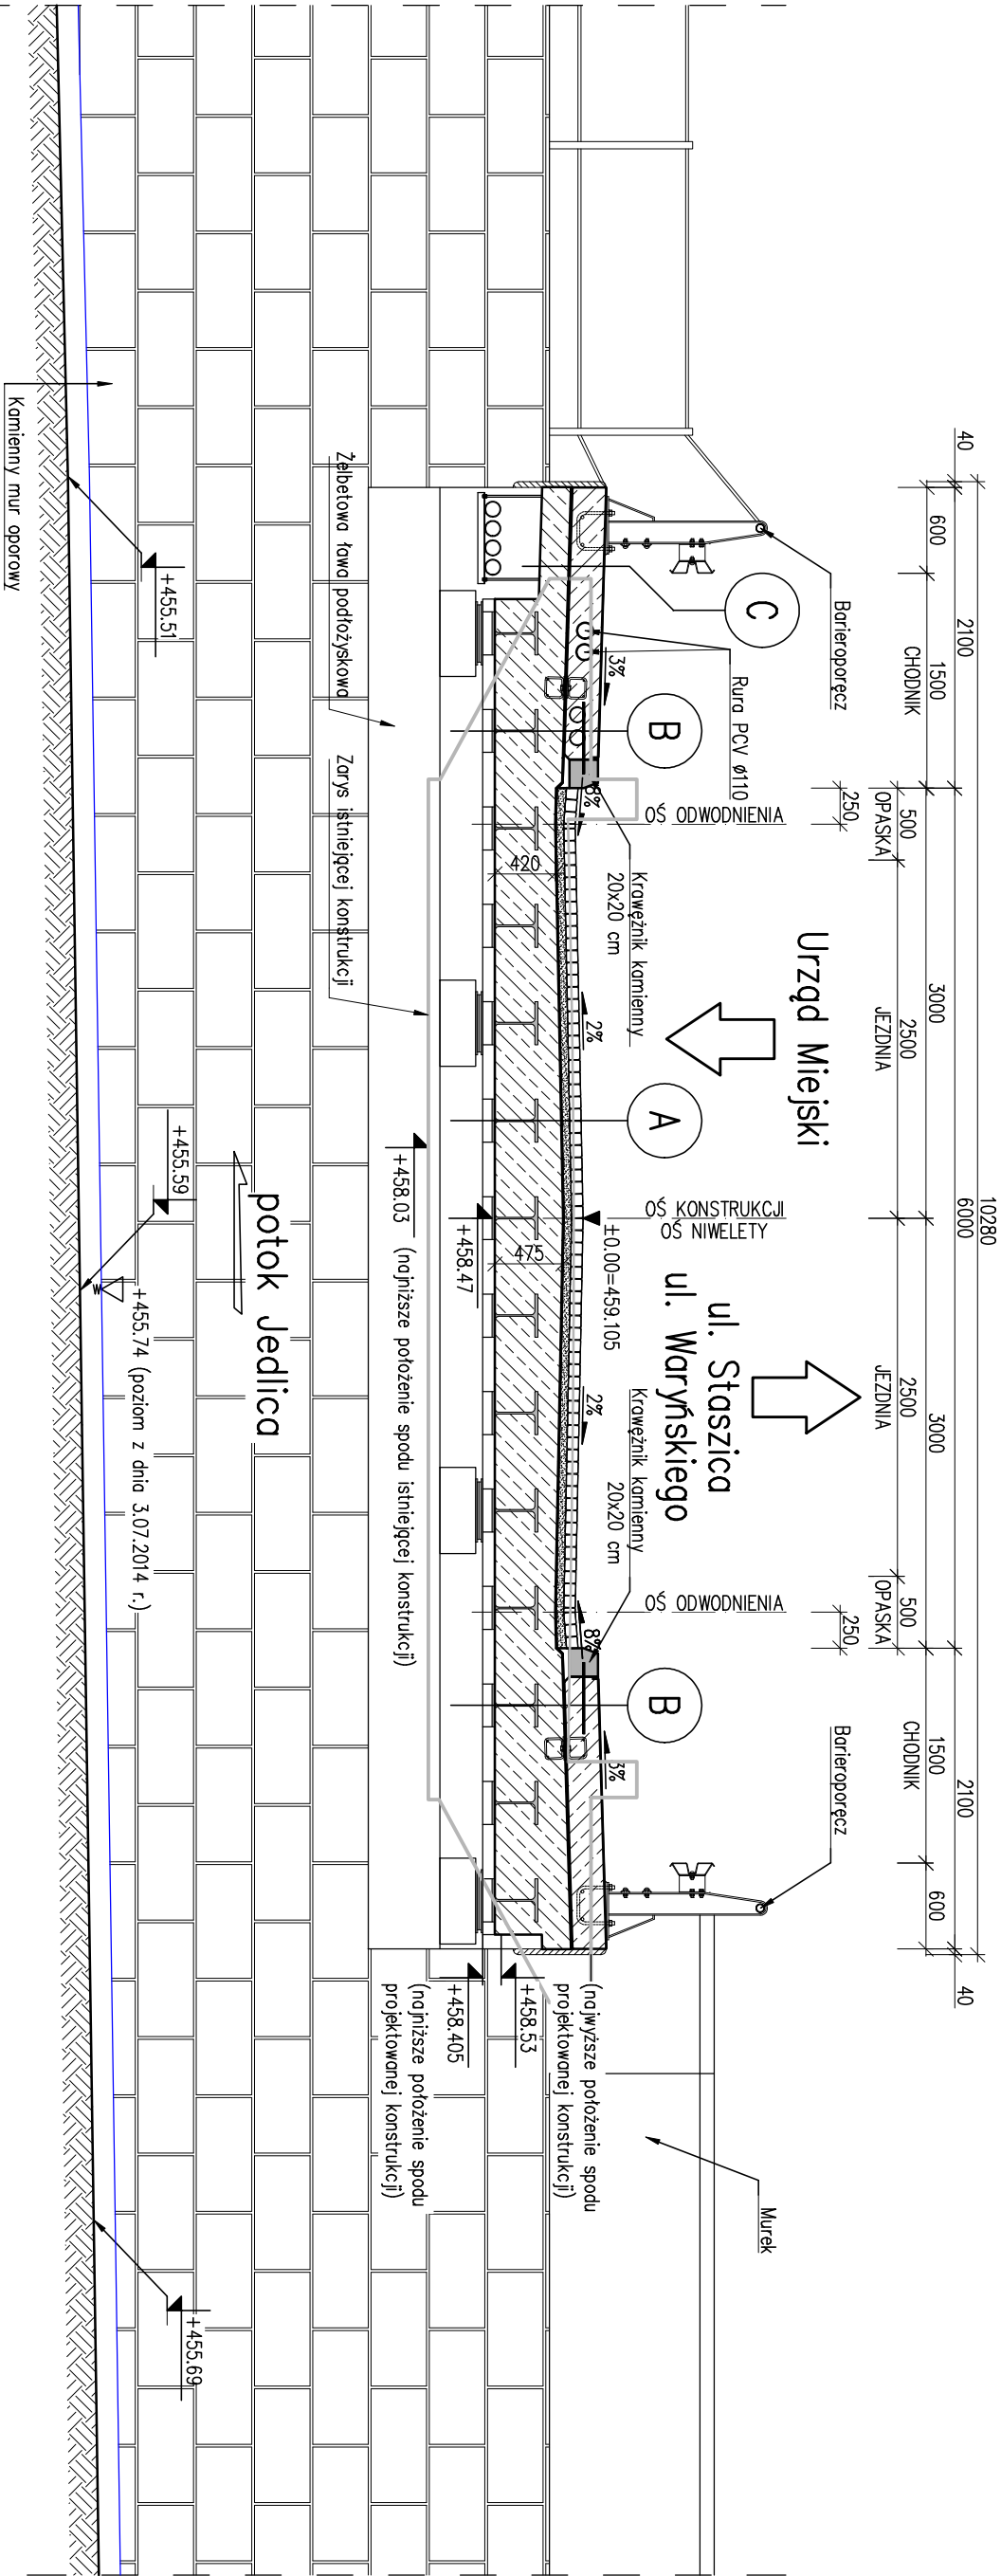 10280
40
2100
6000
2100
40
600
1500
3000
3000
1500
600
CHODNIK
500
2500
2500
500
CHODNIK
OPASKA
JEZDNIA
JEZDNIA
OPASKA
250
250
Barieroporęcz
Barieroporęcz
Urząd Miejski
ul. Staszica
ul. Waryńskiego
Murek
C
Rura PCV ø110
B
OŚ ODWODNIENIA
A
OŚ KONSTRUKCJI
OŚ NIWELETY
OŚ ODWODNIENIA
B
Krawężnik kamienny
20x20 cm
±0.00=459.105
Krawężnik kamienny
20x20 cm
3%
8%
2%
2%
8%
3%
420
475
(najwyższe położenie spodu
projektowanej konstrukcji)
+458.53
+458.47
+458.405
(najniższe położenie spodu
projektowanej konstrukcji)
+458.03 (najniższe położenie spodu istniejącej konstrukcji)
Żelbetowa ława podłożyskowa
Zarys istniejącej konstrukcji
potok Jedlica
+455.51
+455.59
+455.74 (poziom z dnia 3.07.2014 r.)
+455.69
Kamienny mur oporowy